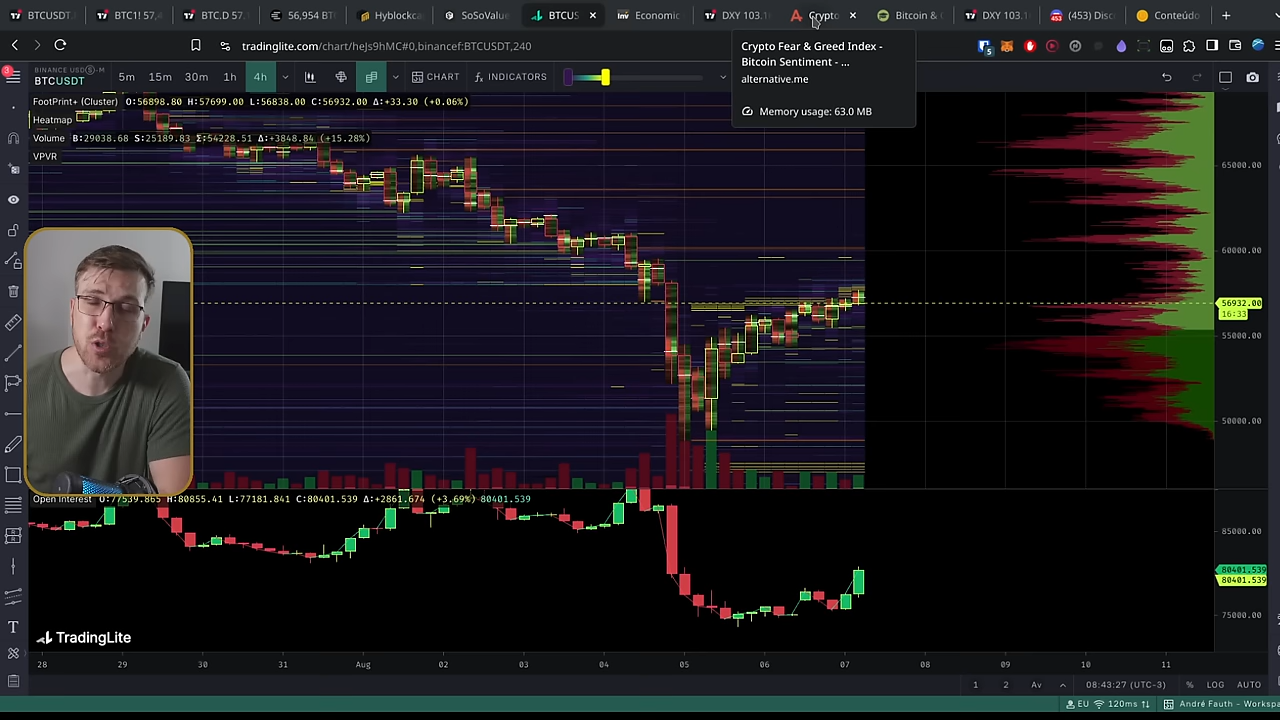 BTCUSDT
BTC1! 57,4
BTC.D 57.
56,954 BT
Hyblockca
SoSoValue
BTCUS
Economic
DXY 103.1
Crypto
Bitcoin &
DXY 103.1
(453) Disc
Conteúdo
tradinglite.com/chart/heJs9hMC#0,binancef:BTCUSDT,240
Crypto Fear & Greed Index -
Bitcoin Sentiment - ...
alternative.me
Memory usage: 63.0 MB
3
BINANCE USDⓈ-M
BTCUSDT
5m 15m 30m 1h 4h
CHART
INDICATORS
FootPrint+ (Cluster) O:56898.80 H:57699.00 L:56838.00 C:56932.00 Δ:+33.30 (+0.06%)
Heatmap
Volume B:29038.68 S:25189.83 Σ:54228.51 Δ:+3848.84 (+15.28%)
VPVR
65000.00
60000.00
56932.00
16:33
55000.00
50000.00
Open Interest O:77539.865 H:80855.41 L:77181.841 C:80401.539 Δ:+2861.674 (+3.69%) 80401.539
85000.00
80401.539
80401.539
75000.00
TradingLite
28 29 30 31 Aug 02 03 04 05 06 07 08 09 10 11
1 2 Av 08:43:27 (UTC-3) % LOG AUTO
EU 120ms André Fauth - Workspa